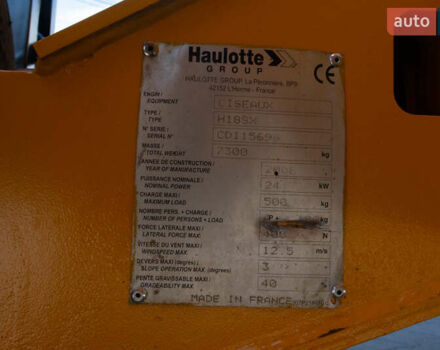 auto
Haulotte
GROUP
HAULOTTE GROUP La Péronnière, BP9
42152 L'Horme - France
CE
ENGIN /
EQUIPMENT
CISEAUX
TYPE /
TYPE
H18SX
N° SERIE /
SERIAL N°
MASSE /
TOTAL WEIGHT
7300 kg
ANNEE DE CONSTRUCTION /
YEAR OF MANUFACTURE
PUISSANCE NOMINALE /
NOMINAL POWER
24 kW
CHARGE MAXI /
MAXIMUM LOAD
500 kg
NOMBRE PERS. + CHARGE /
NUMBER OF PERSONS + LOAD
P + kg
FORCE LATERALE MAXI /
LATERAL FORCE MAX.
N
VITESSE DU VENT MAXI /
WINDSPEED MAX.
12.5 m/s
DEVERS MAXI (degrés) /
SLOPE OPERATION MAX. (degrees)
3
PENTE GRAVISSABLE MAXI /
GRADEABILITY MAX.
40
MADE IN FRANCE